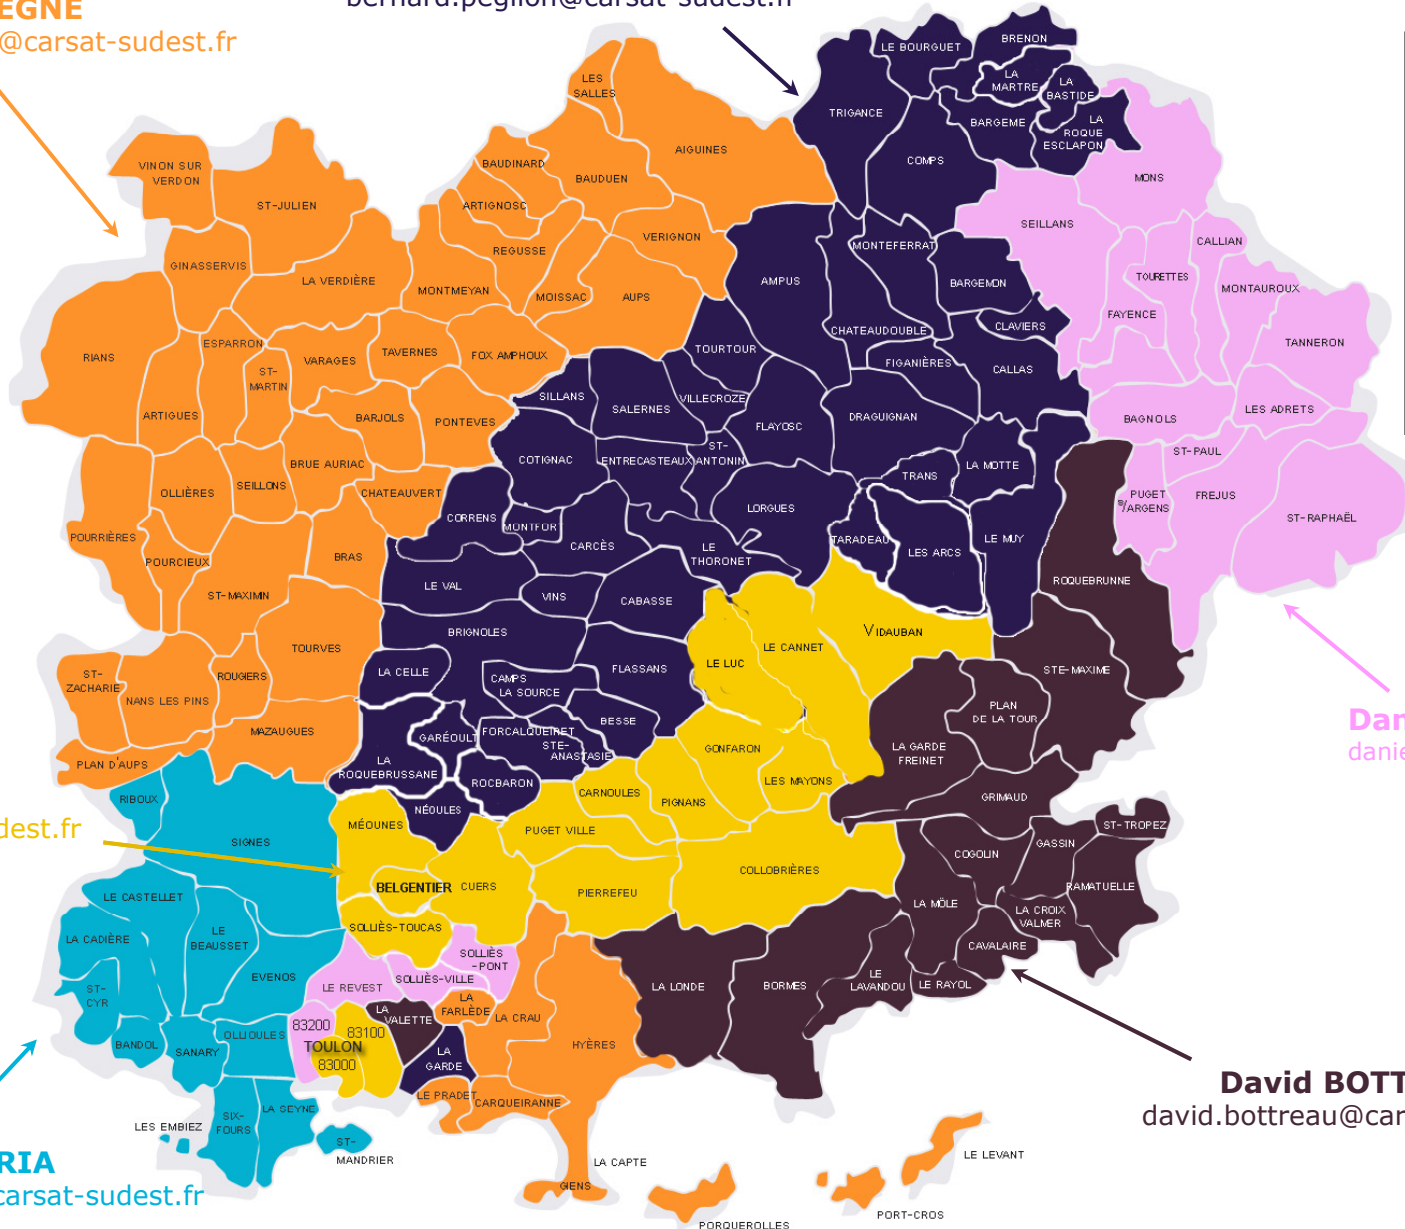 EGNE
@carsat-sudest.fr
bernard.peglion@carsat-sudest.fr
LE BOURGUET
BRENON
LA
MARTRE
LA
BASTIDE
LES
SALLES
TRIGANCE
BARGEME
LA
ROQUE
ESCLAPON
VINON SUR
VERDON
BAUDINARD
BAUDUEN
AIGUINES
COMPS
MONS
ST-JULIEN
ARTIGNOSC
SEILLANS
VERIGNON
REGUSSE
MONTEFERRAT
CALLIAN
GINASSERVIS
LA VERDIÈRE
MONTMEYAN
MOISSAC
AUPS
AMPUS
BARGEMON
TOURETTES
MONTAUROUX
FAYENCE
CHATEAUDOUBLE
CLAVIERS
RIANS
ESPARRON
VARAGES
TAVERNES
FOX AMPHOUX
TOURTOUR
FIGANIÈRES
CALLAS
TANNERON
ST-
MARTIN
SILLANS
SALERNES
VILLECROZE
ARTIGUES
BARJOLS
PONTEVES
FLAYOSC
DRAGUIGNAN
BAGNOLS
LES ADRETS
COTIGNAC
ENTRECASTEAUX
ST-
ANTONIN
ST-PAUL
OLLIÈRES
SEILLONS
BRUE AURIAC
CHATEAUVERT
TRANS
LA MOTTE
PUGET
S/ARGENS
FREJUS
ST-RAPHAËL
CORRENS
MONTFORT
LORGUES
POURRIÈRES
POURCIEUX
BRAS
CARCÈS
LE
THORONET
TARADEAU
LES ARCS
LE MUY
ROQUEBRUNNE
ST-MAXIMIN
LE VAL
VINS
CABASSE
BRIGNOLES
VIDAUBAN
TOURVES
LE CANNET
LE LUC
ST-
ZACHARIE
NANS LES PINS
ROUGIERS
LA CELLE
CAMPS
LA SOURCE
FLASSANS
STE-MAXIME
PLAN
DE LA TOUR
MAZAUGUES
GARÉOULT
FORCALQUEIRET
BESSE
STE-
ANASTASIE
GONFARON
LA GARDE
FREINET
Dan
danie
PLAN D'AUPS
LA
ROQUEBRUSSANE
ROCBARON
CARNOULES
PIGNANS
LES MAYONS
RIBOUX
NÉOULES
GRIMAUD
dest.fr
SIGNES
MÉOUNES
PUGET VILLE
ST-TROPEZ
COGOLIN
GASSIN
BELGENTIER
CUERS
PIERREFEU
COLLOBRIÈRES
RAMATUELLE
LE CASTELLET
LA MÔLE
LA CROIX
VALMER
LA CADIÈRE
LE
BEAUSSET
SOLLIÈS-TOUCAS
CAVALAIRE
SOLLIÈS
-PONT
EVENOS
SOLLIÈS-VILLE
LE REVEST
LA LONDE
BORMES
LE
LAVANDOU
LE RAYOL
ST-
CYR
LA
FARLÈDE
LA CRAU
LA
VALETTE
83200
83100
TOULON
83000
BANDOL
SANARY
OLLIOULES
LA
GARDE
HYÈRES
LE PRADET
CARQUEIRANNE
David BOTT
david.bottreau@car
LES EMBIEZ
SIX-
FOURS
LA SEYNE
ST-
MANDRIER
RIA
carsat-sudest.fr
LA CAPTE
GIENS
LE LEVANT
PORT-CROS
PORQUEROLLES